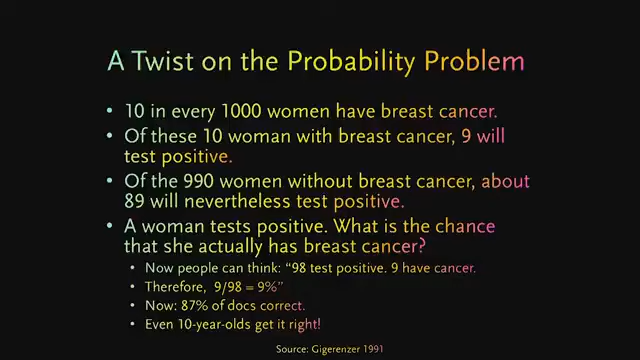 A Twist on the Probability Problem
• 10 in every 1000 women have breast cancer.
• Of these 10 woman with breast cancer, 9 will
test positive.
• Of the 990 women without breast cancer, about
89 will nevertheless test positive.
• A woman tests positive. What is the chance
that she actually has breast cancer?
• Now people can think: “98 test positive. 9 have cancer.
• Therefore, 9/98 = 9%”
• Now: 87% of docs correct.
• Even 10-year-olds get it right!
Source: Gigerenzer 1991